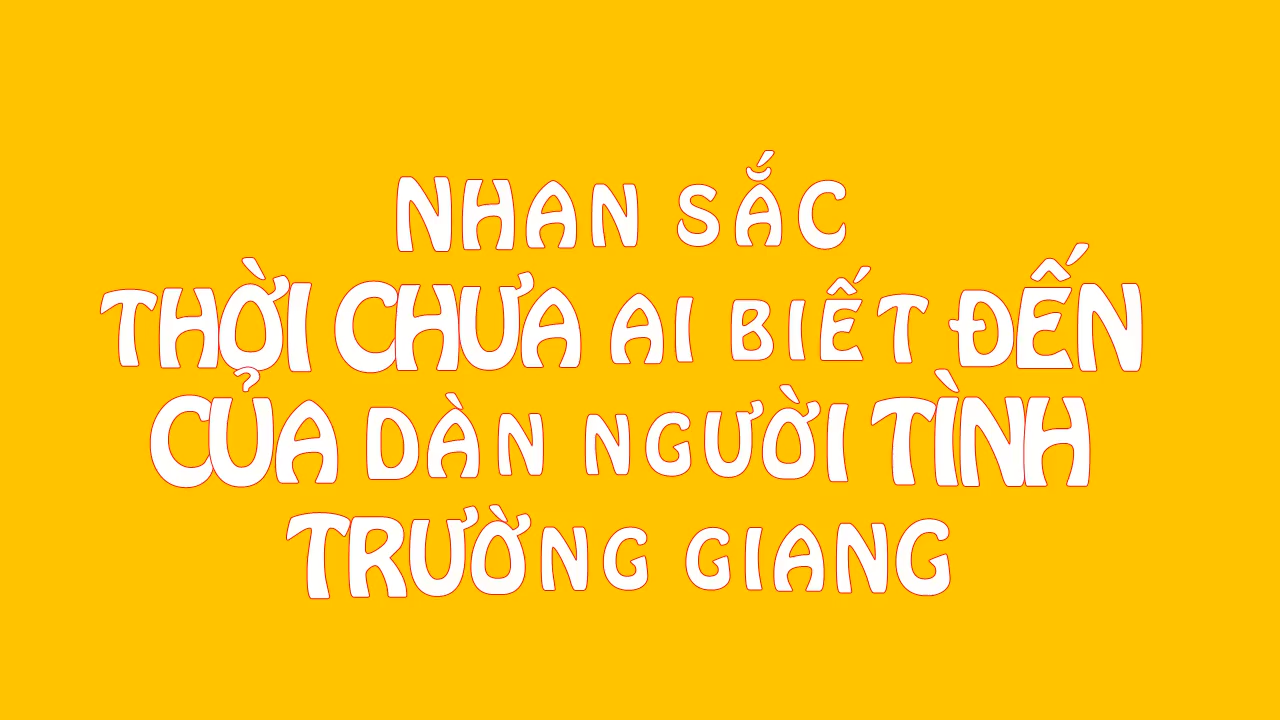 NHAN SẮC
THỜI CHƯA AI BIẾT ĐẾN
CỦA DÀN NGƯỜI TÌNH
TRƯỜNG GIANG